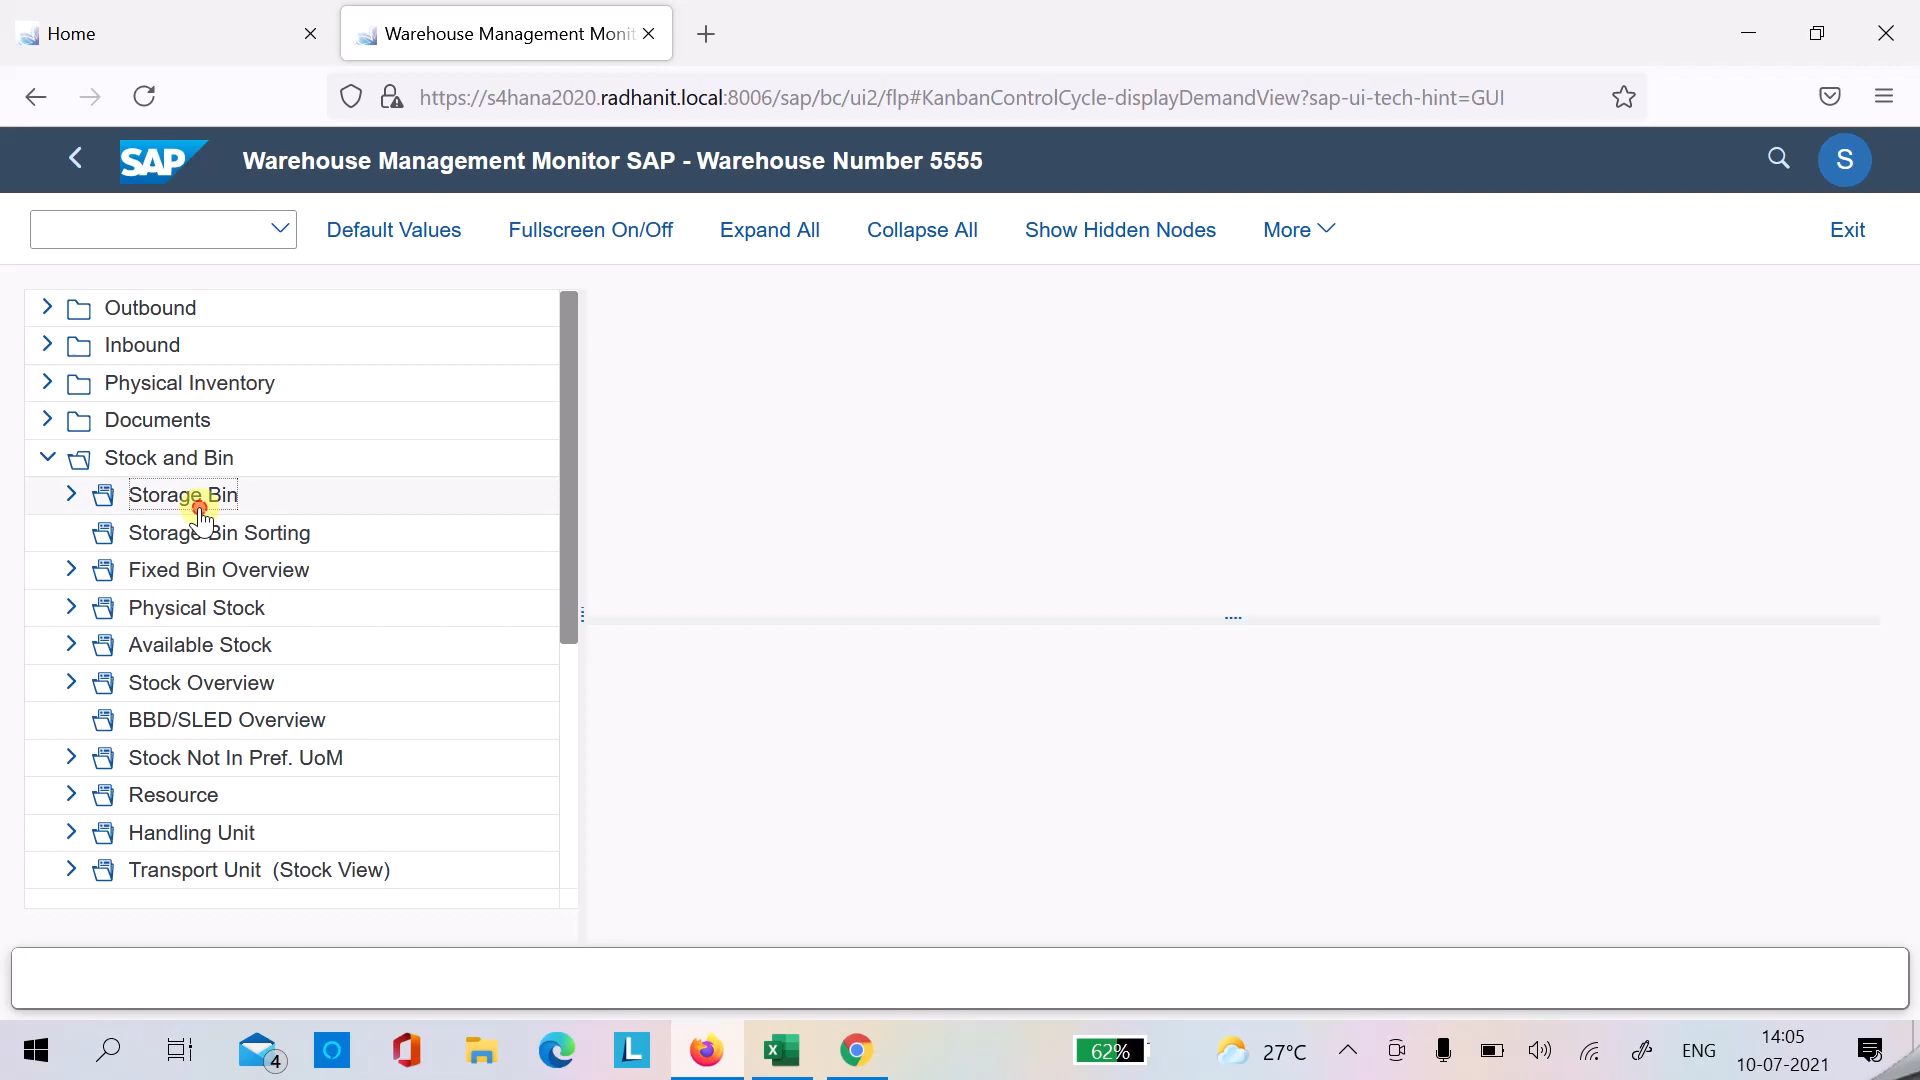 Home
Warehouse Management Monit
https://s4hana2020.radhanit.local:8006/sap/bc/ui2/flp#KanbanControlCycle-displayDemandView?sap-ui-tech-hint=GUI
SAP
Warehouse Management Monitor SAP - Warehouse Number 5555
S
Default Values
Fullscreen On/Off
Expand All
Collapse All
Show Hidden Nodes
More
Exit
Outbound
Inbound
Physical Inventory
Documents
Stock and Bin
Storage Bin
Storage Bin Sorting
Fixed Bin Overview
Physical Stock
Available Stock
Stock Overview
BBD/SLED Overview
Stock Not In Pref. UoM
Resource
Handling Unit
Transport Unit (Stock View)
4
L
X
62%
27°C
ENG
14:05
10-07-2021